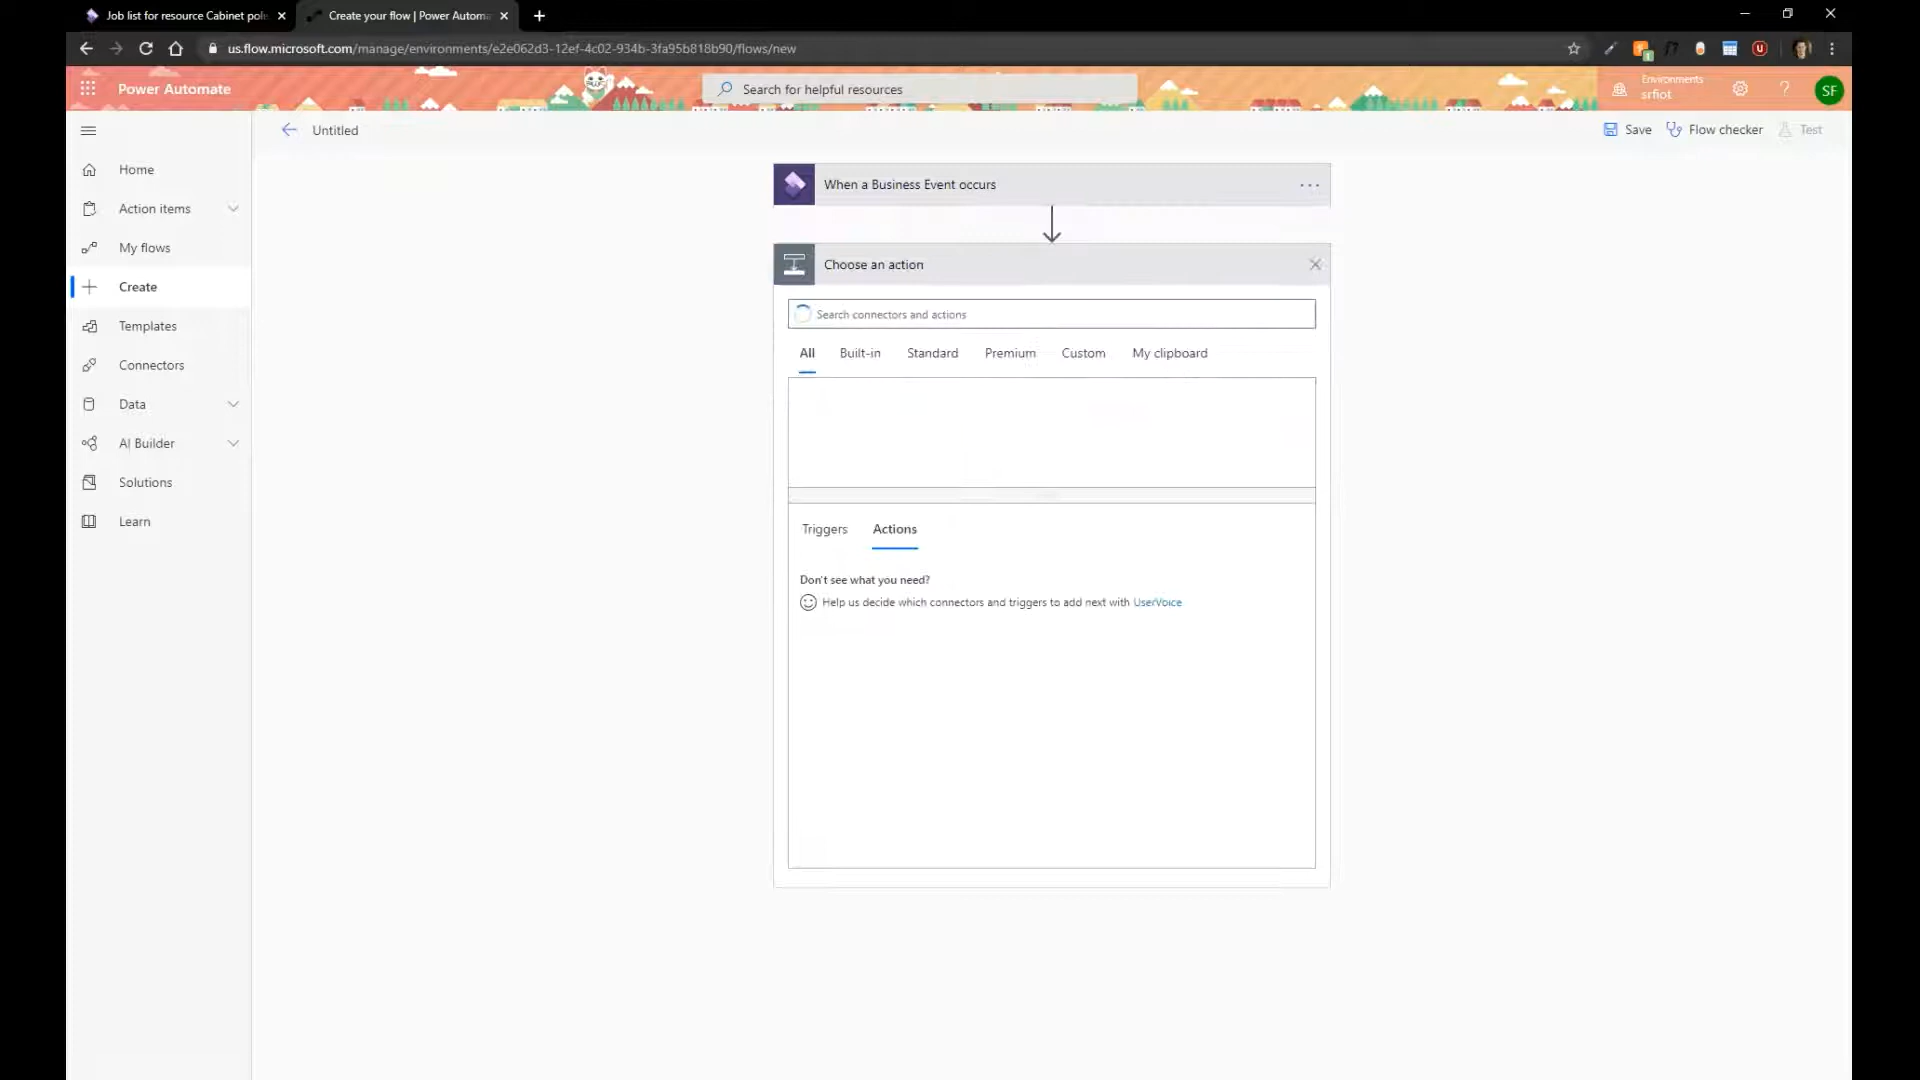 Job list for resource Cabinet poli
Create your flow | Power Autom
us.flow.microsoft.com/manage/environments/e2e062d3-12ef-4c02-934b-3fa95b818b90/flows/new
Power Automate
Search for helpful resources
Environments
srfiot
SF
Untitled
Save
Flow checker
Test
Home
Action items
My flows
Create
Templates
Connectors
Data
AI Builder
Solutions
Learn
When a Business Event occurs
Choose an action
Search connectors and actions
All Built-in Standard Premium Custom My clipboard
Triggers Actions
Don't see what you need?
Help us decide which connectors and triggers to add next with UserVoice